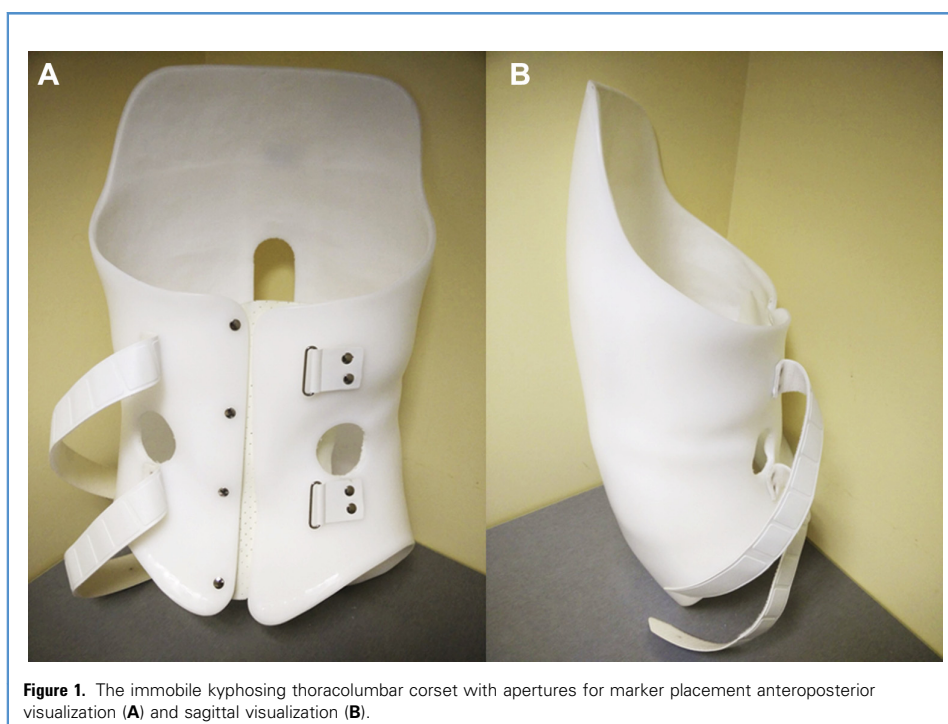 A
B
Figure 1. The immobile kyphosing thoracolumbar corset with apertures for marker placement anteroposterior
visualization (A) and sagittal visualization (B).